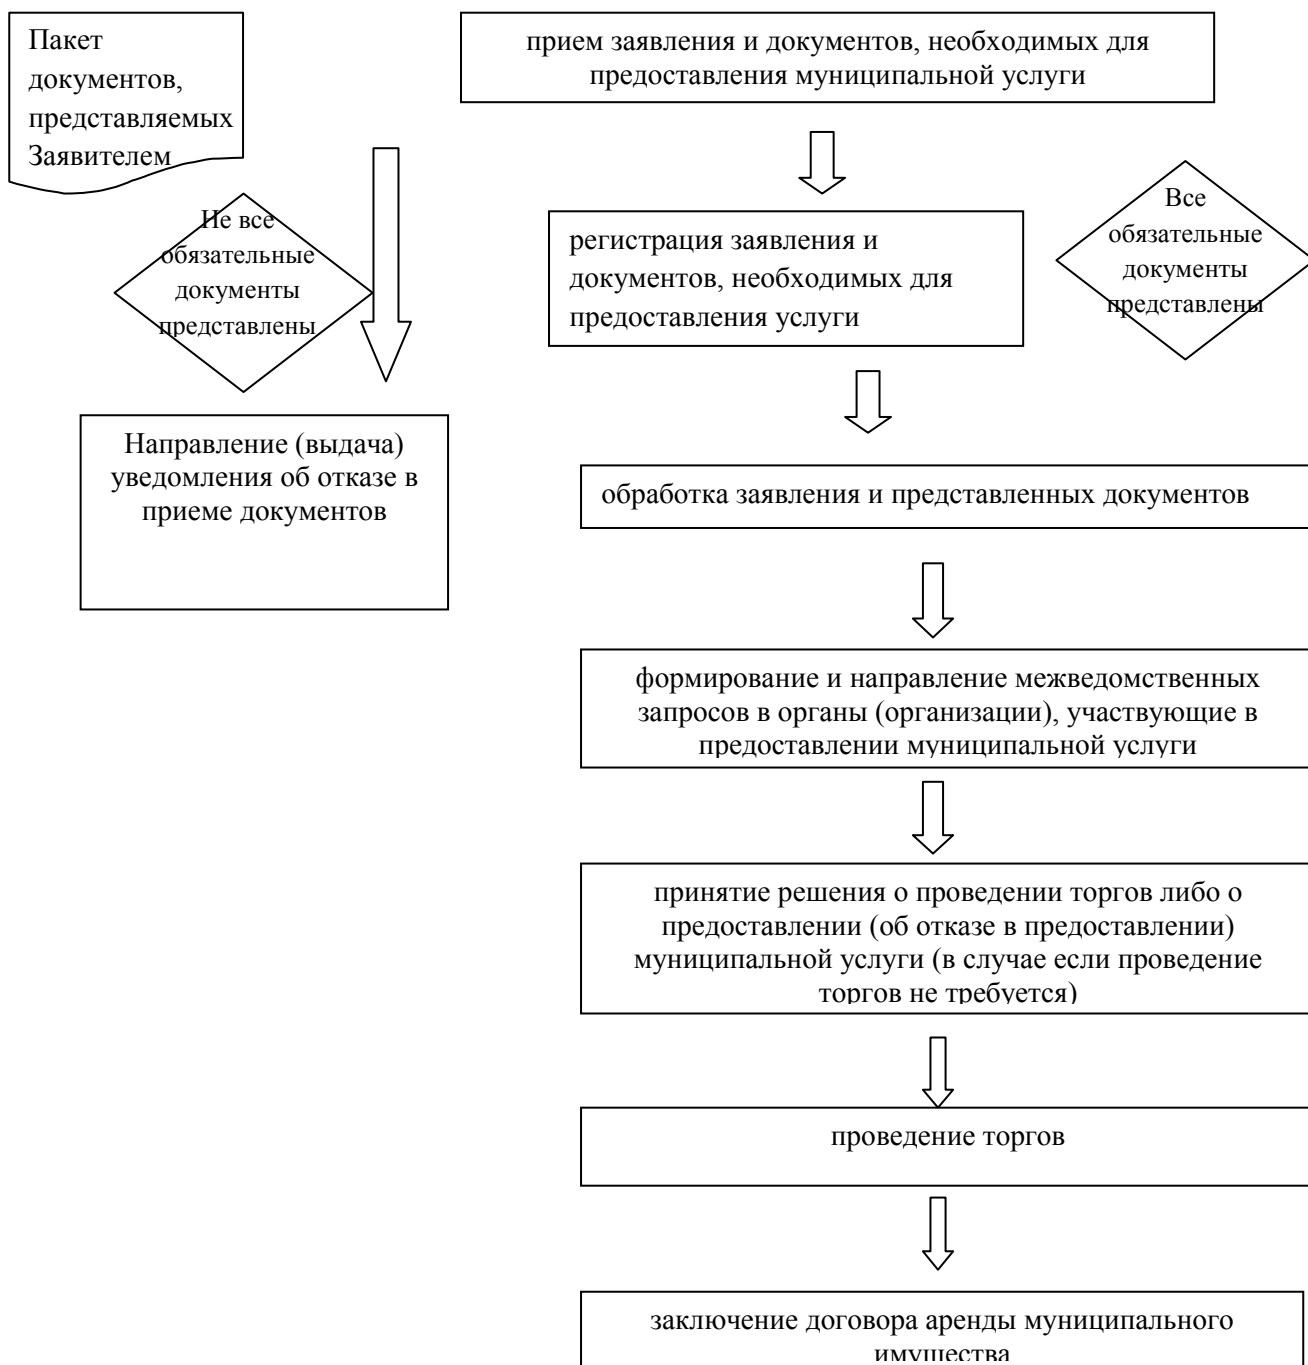 Пакет
документов,
представляемых
Заявителем
прием заявления и документов, необходимых для
предоставления муниципальной услуги
Не все
обязательные
документы
представлены
регистрация заявления и
документов, необходимых для
предоставления услуги
Все
обязательные
документы
представлены
Направление (выдача)
уведомления об отказе в
приеме документов
обработка заявления и представленных документов
формирование и направление межведомственных
запросов в органы (организации), участвующие в
предоставлении муниципальной услуги
принятие решения о проведении торгов либо о
предоставлении (об отказе в предоставлении)
муниципальной услуги (в случае если проведение
торгов не требуется)
проведение торгов
заключение договора аренды муниципального
имущества